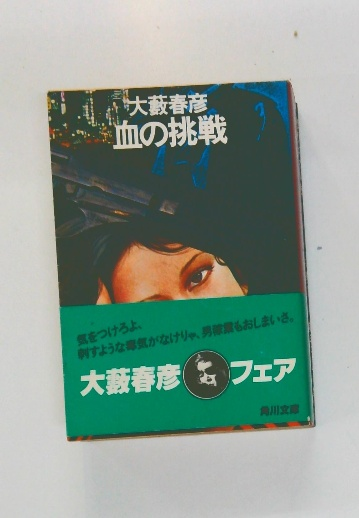 大藪春彦
血の挑戦
気をつけろよ。
刺すような毒気がなけりゃ、男稼業もおしまいさ。
大藪春彦フェア
角川文庫